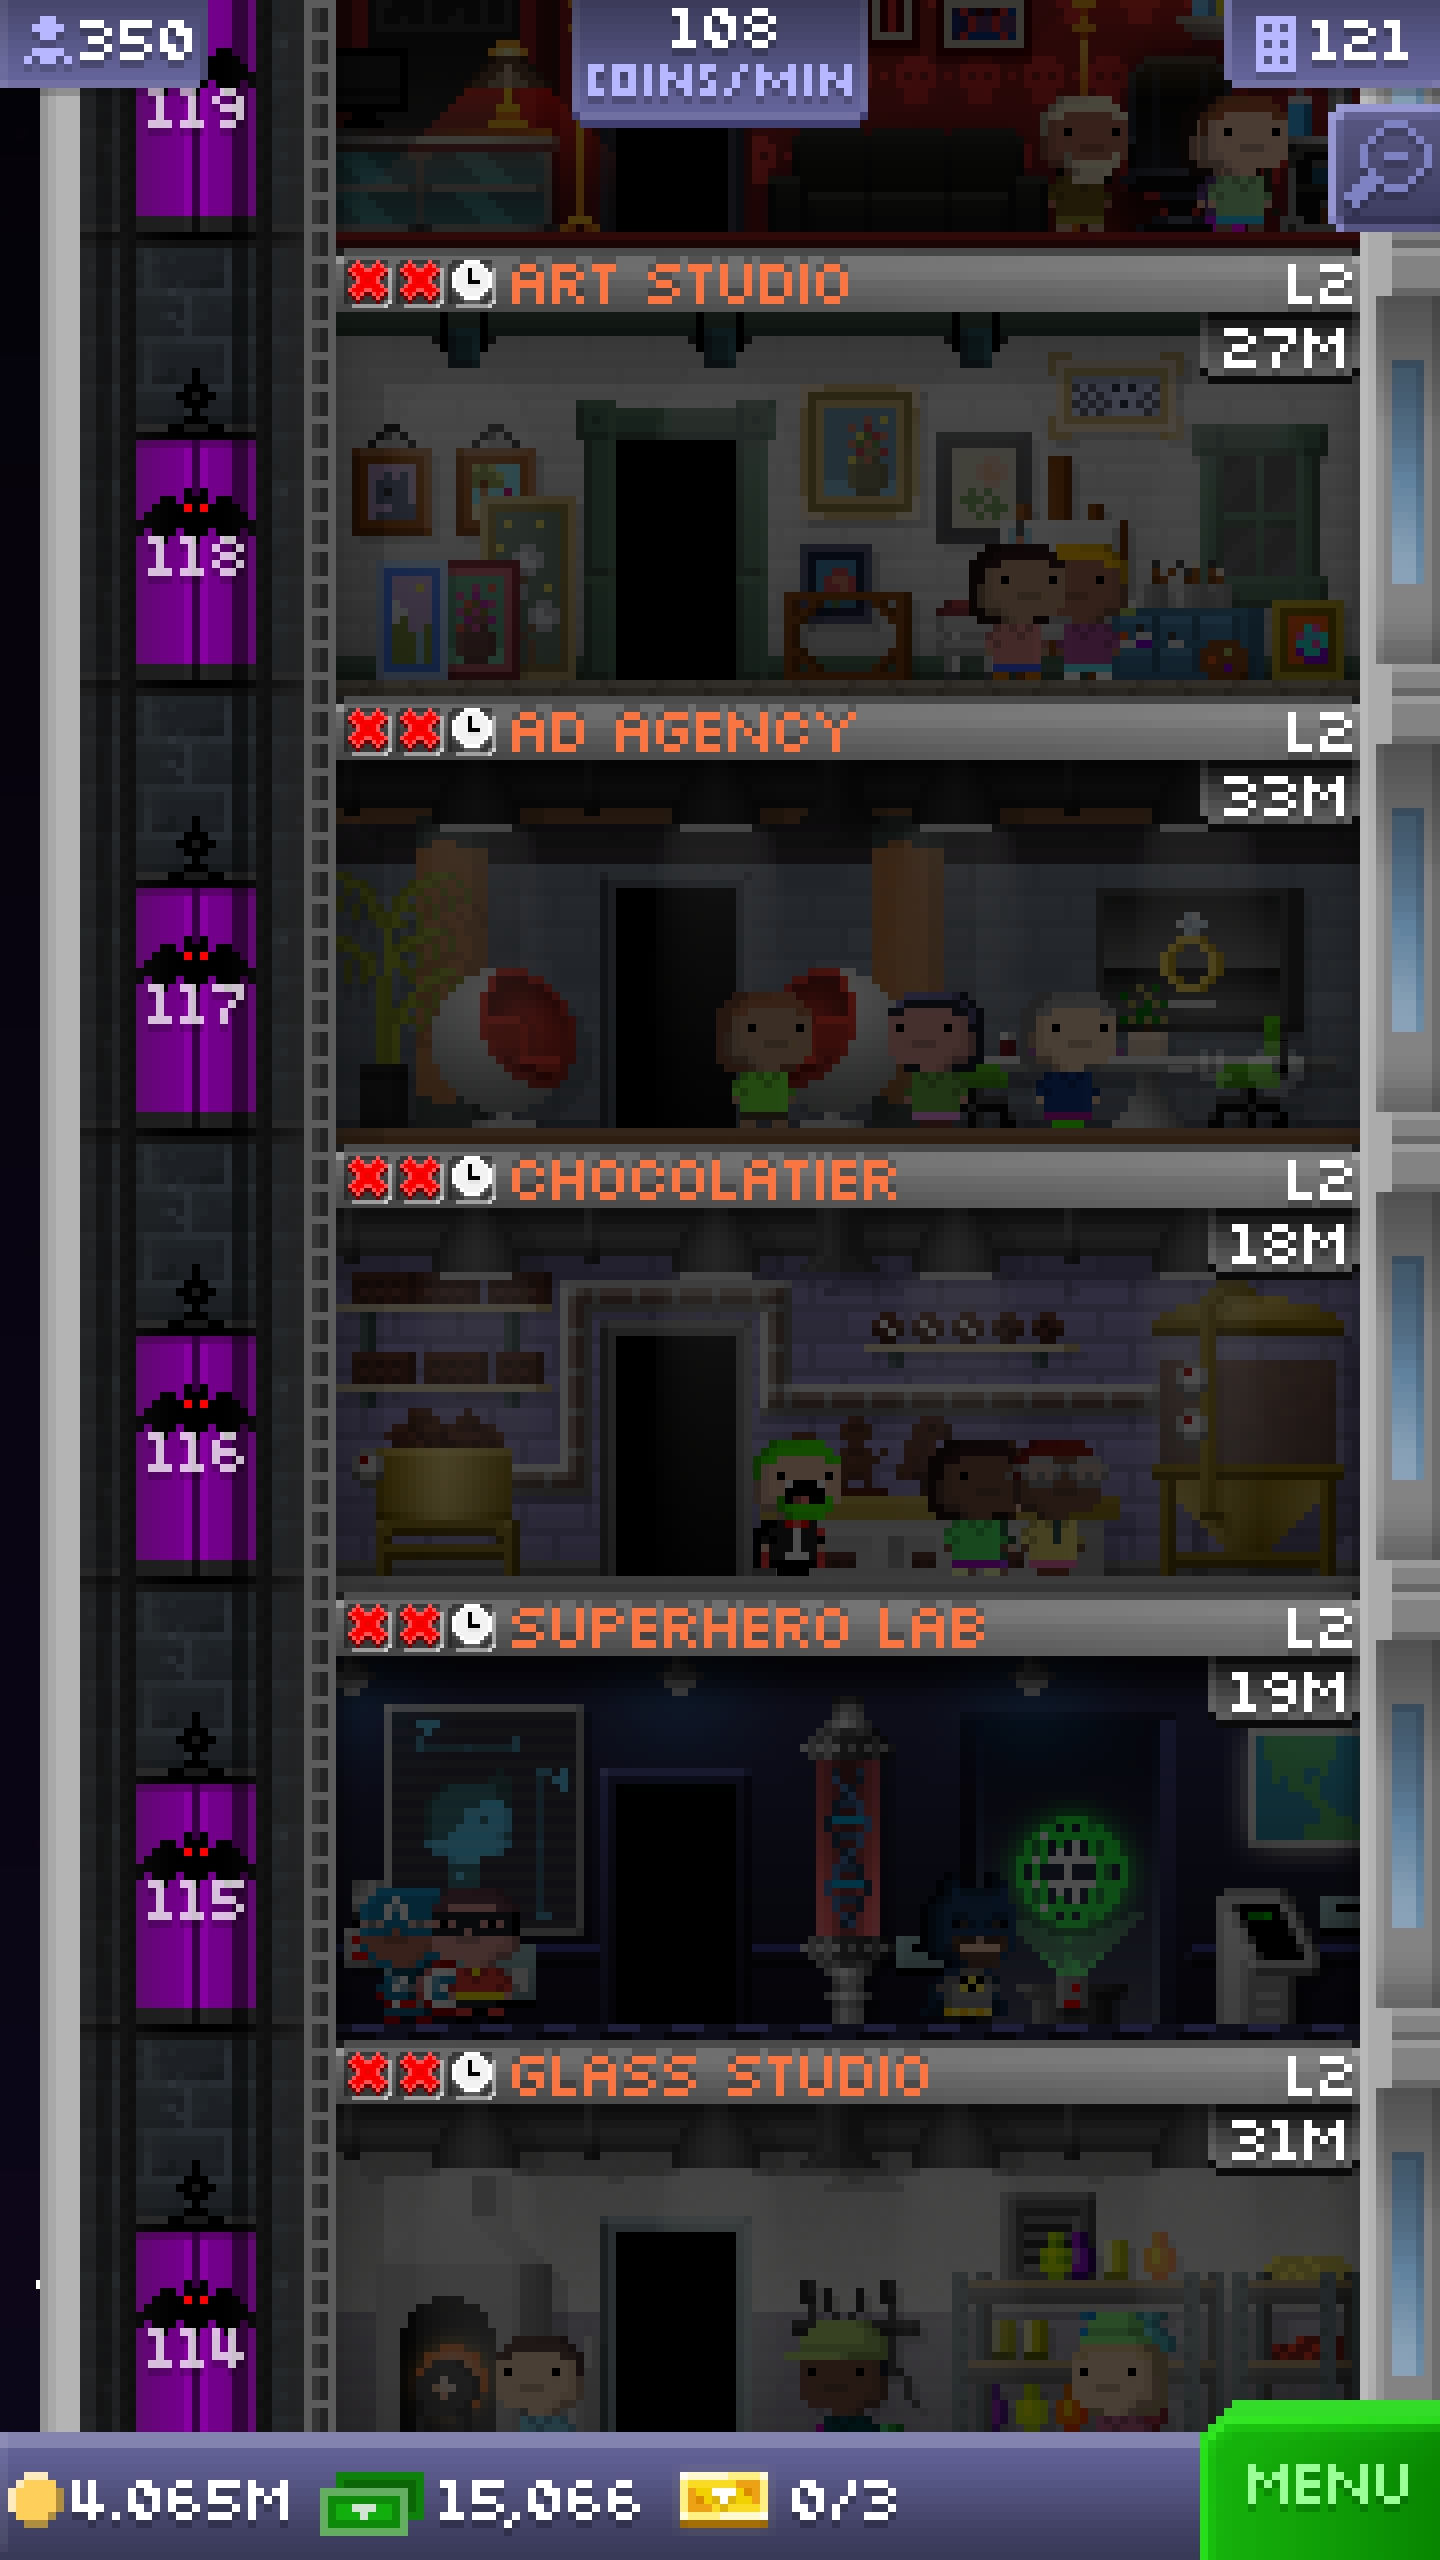 350
108
COINS/MIN
121
119
ART STUDIO L2
27M
118
AD AGENCY L2
33M
117
CHOCOLATIER L2
18M
116
SUPERHERO LAB L2
19M
115
GLASS STUDIO L2
31M
114
4.065M 15,066 0/3
MENU